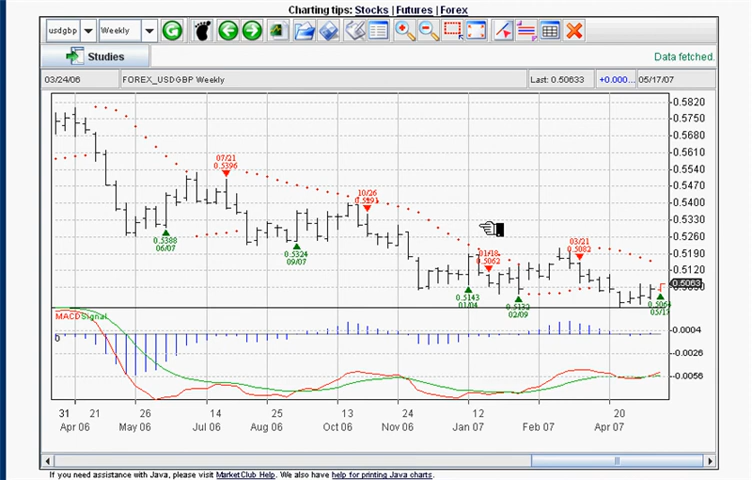 Charting tips: Stocks | Futures | Forex
usdgbp Weekly
Studies
Data fetched.
03/24/06 FOREX_USDGBP Weekly Last: 0.50633 +0.000... 05/17/07
0.5820
0.5750
0.5680
0.5610
0.5540
0.5470
0.5400
0.5330
0.5260
0.5190
0.5120
0.5063
07/21
0.5396
10/26
0.5388
06/07
0.5324
09/07
01/18
0.5062
03/21
0.5082
0.5143
01/04
02/09
MACDSignal
D
-0.0004
-0.0026
-0.0056
31 21 26 14 25 13 24 12 20
Apr 06 May 06 Jul 06 Aug 06 Oct 06 Nov 06 Jan 07 Feb 07 Apr 07
If you need assistance with Java, please visit MarketClub Help. We also have help for printing Java charts.